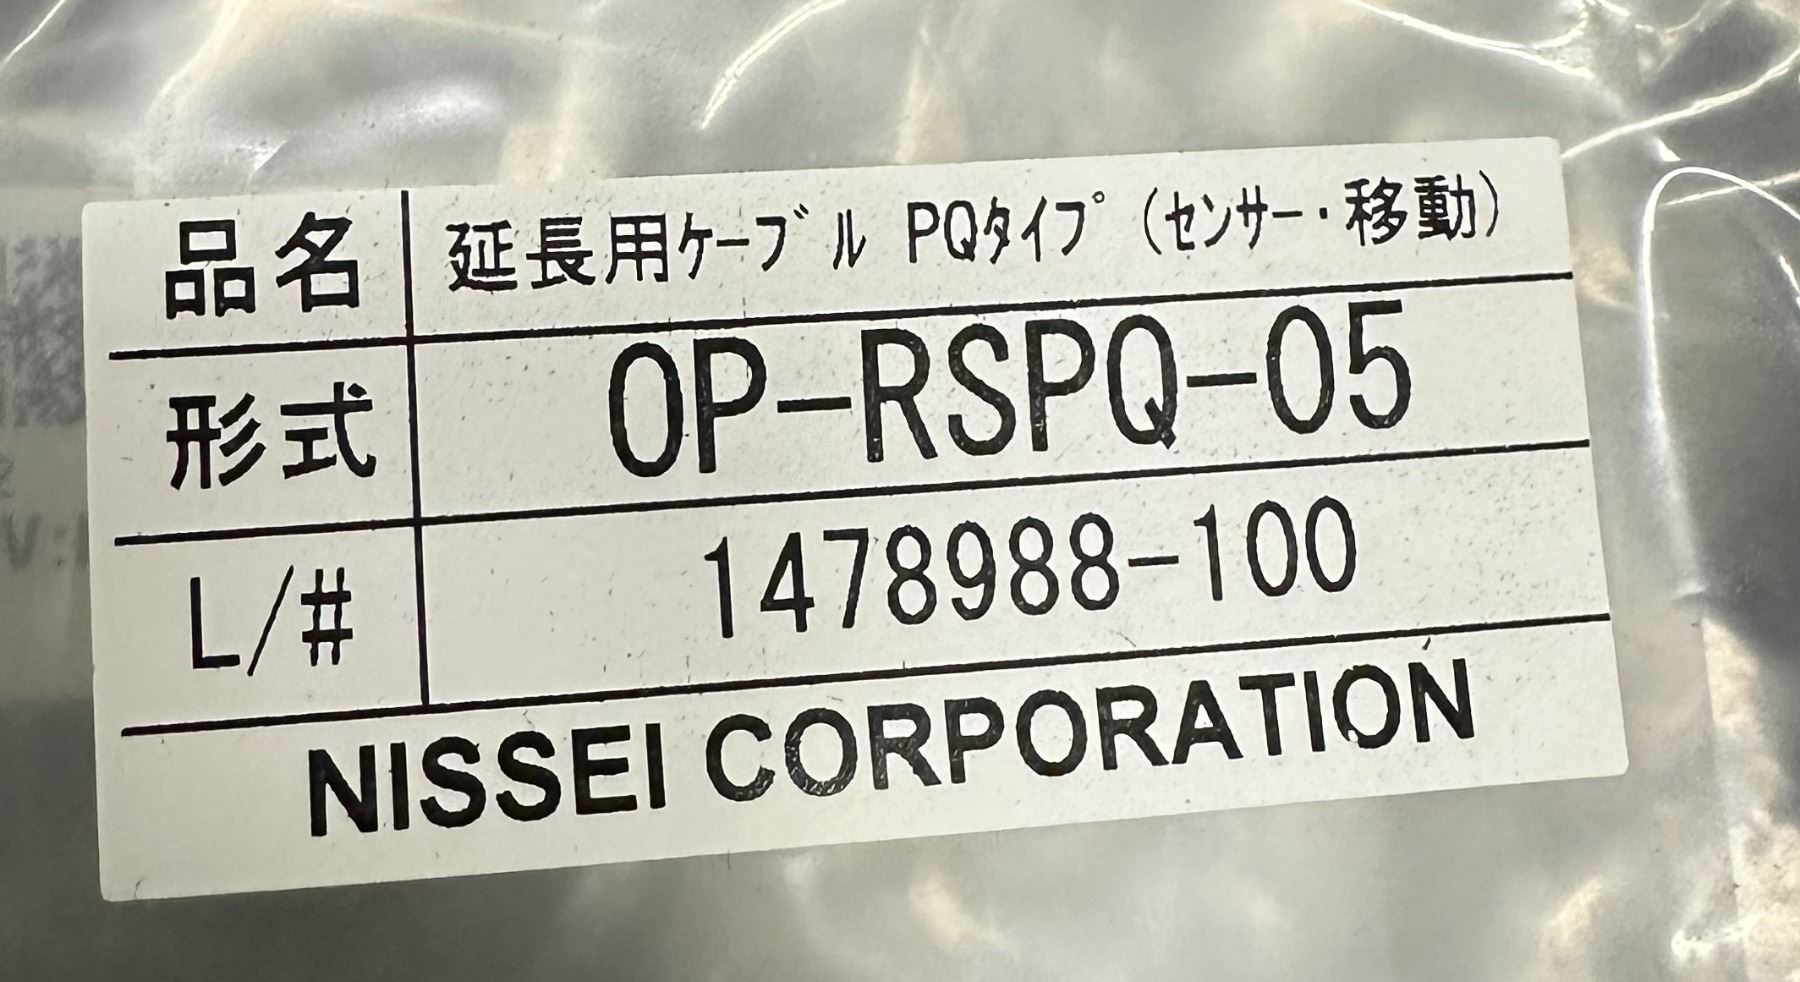 品名 延長用ケーブル PQタイプ（センサー・移動）
形式 OP-RSPQ-05
L/# 1478988-100
NISSEI CORPORATION